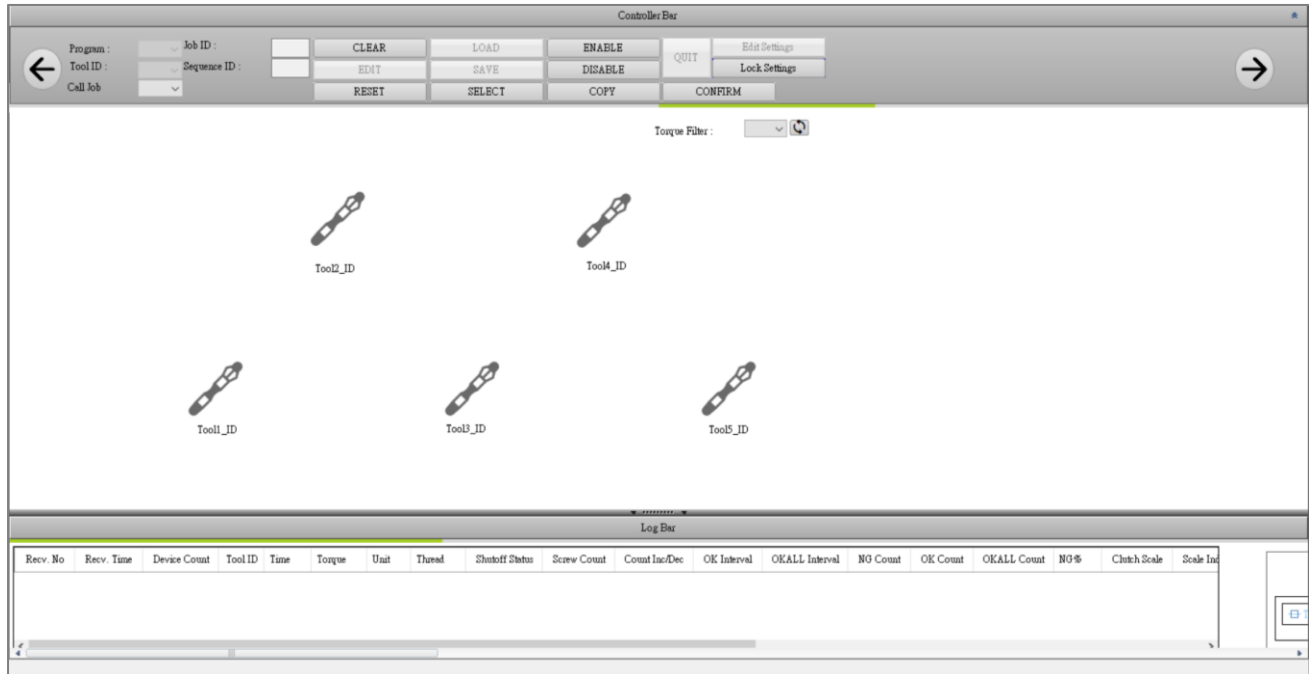 Controller Bar
Program : Job ID : CLEAR LOAD ENABLE QUIT Edit Settings
Tool ID : Sequence ID : EDIT SAVE DISABLE Lock Settings
Call Job RESET SELECT COPY CONFIRM
Torque Filter :
Tool2_ID Tool4_ID
Tool1_ID Tool3_ID Tool5_ID
Log Bar
Recv. No Recv. Time Device Count Tool ID Time Torque Unit Thread Shutoff Status Screw Count Count Inc/Dec OK Interval OKALL Interval NG Count OK Count OKALL Count NG% Clutch Scale Scale